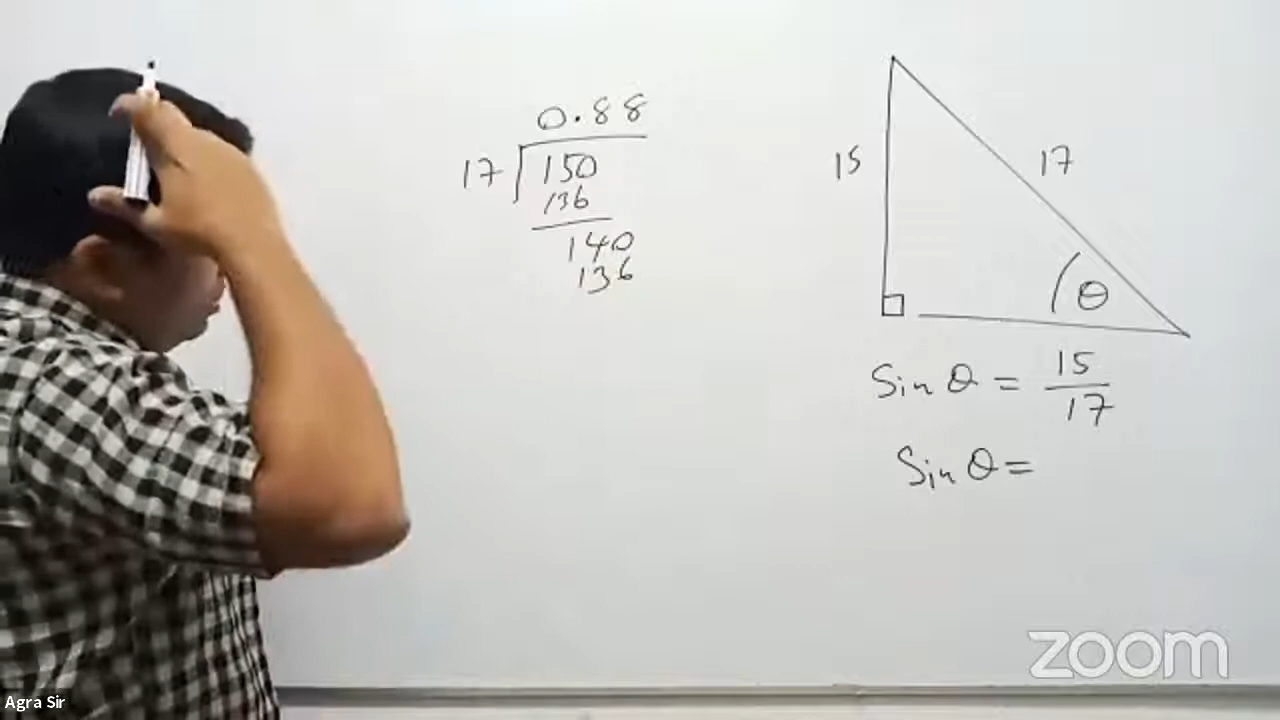 0.88
17 150
136
140
136
15
17
θ
Sin θ = 15/17
Sin θ =
zoom
Agra Sir